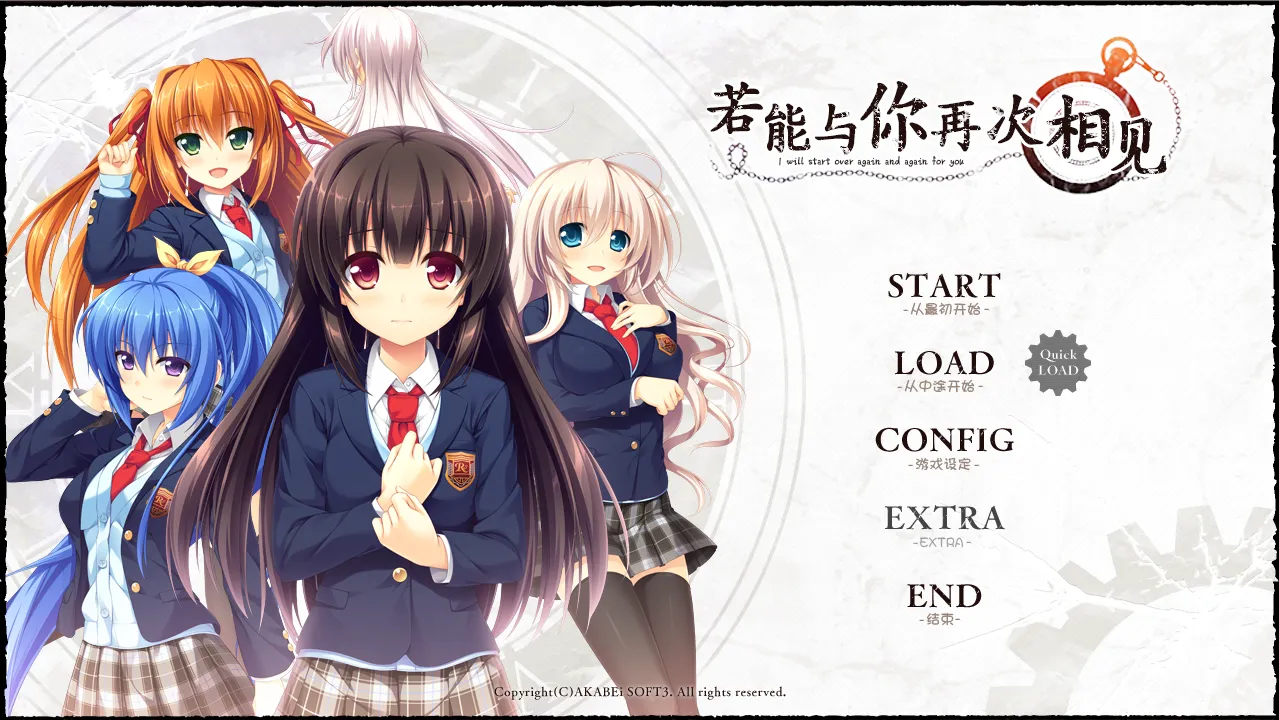 若能与你再次相见
I will start over again and again for you
START
-从最初开始-
LOAD
-从中途开始-
Quick
LOAD
CONFIG
-游戏设定-
EXTRA
-EXTRA-
END
-结束-
Copyright(C)AKABEi SOFT3. All rights reserved.